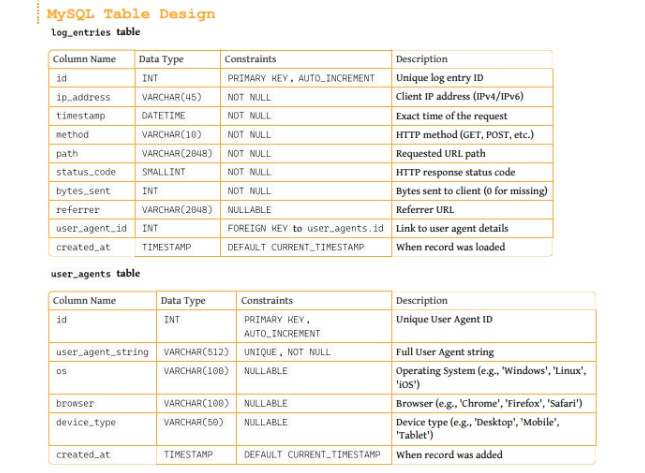 MySQL Table Design
log_entries table
Column Name Data Type Constraints Description
id INT PRIMARY KEY, AUTO_INCREMENT Unique log entry ID
ip_address VARCHAR(45) NOT NULL Client IP address (IPv4/IPv6)
timestamp DATETIME NOT NULL Exact time of the request
method VARCHAR(10) NOT NULL HTTP method (GET, POST, etc.)
path VARCHAR(2048) NOT NULL Requested URL path
status_code SMALLINT NOT NULL HTTP response status code
bytes_sent INT NOT NULL Bytes sent to client (0 for missing)
referrer VARCHAR(2048) NULLABLE Referrer URL
user_agent_id INT FOREIGN KEY to user_agents.id Link to user agent details
created_at TIMESTAMP DEFAULT CURRENT_TIMESTAMP When record was loaded
user_agents table
Column Name Data Type Constraints Description
id INT PRIMARY KEY, Unique User Agent ID
AUTO_INCREMENT
user_agent_string VARCHAR(512) UNIQUE, NOT NULL Full User Agent string
os VARCHAR(100) NULLABLE Operating System (e.g., 'Windows', 'Linux',
'iOS')
browser VARCHAR(100) NULLABLE Browser (e.g., 'Chrome', 'Firefox', 'Safari')
device_type VARCHAR(50) NULLABLE Device type (e.g., 'Desktop', 'Mobile',
'Tablet')
created_at TIMESTAMP DEFAULT CURRENT_TIMESTAMP When record was added